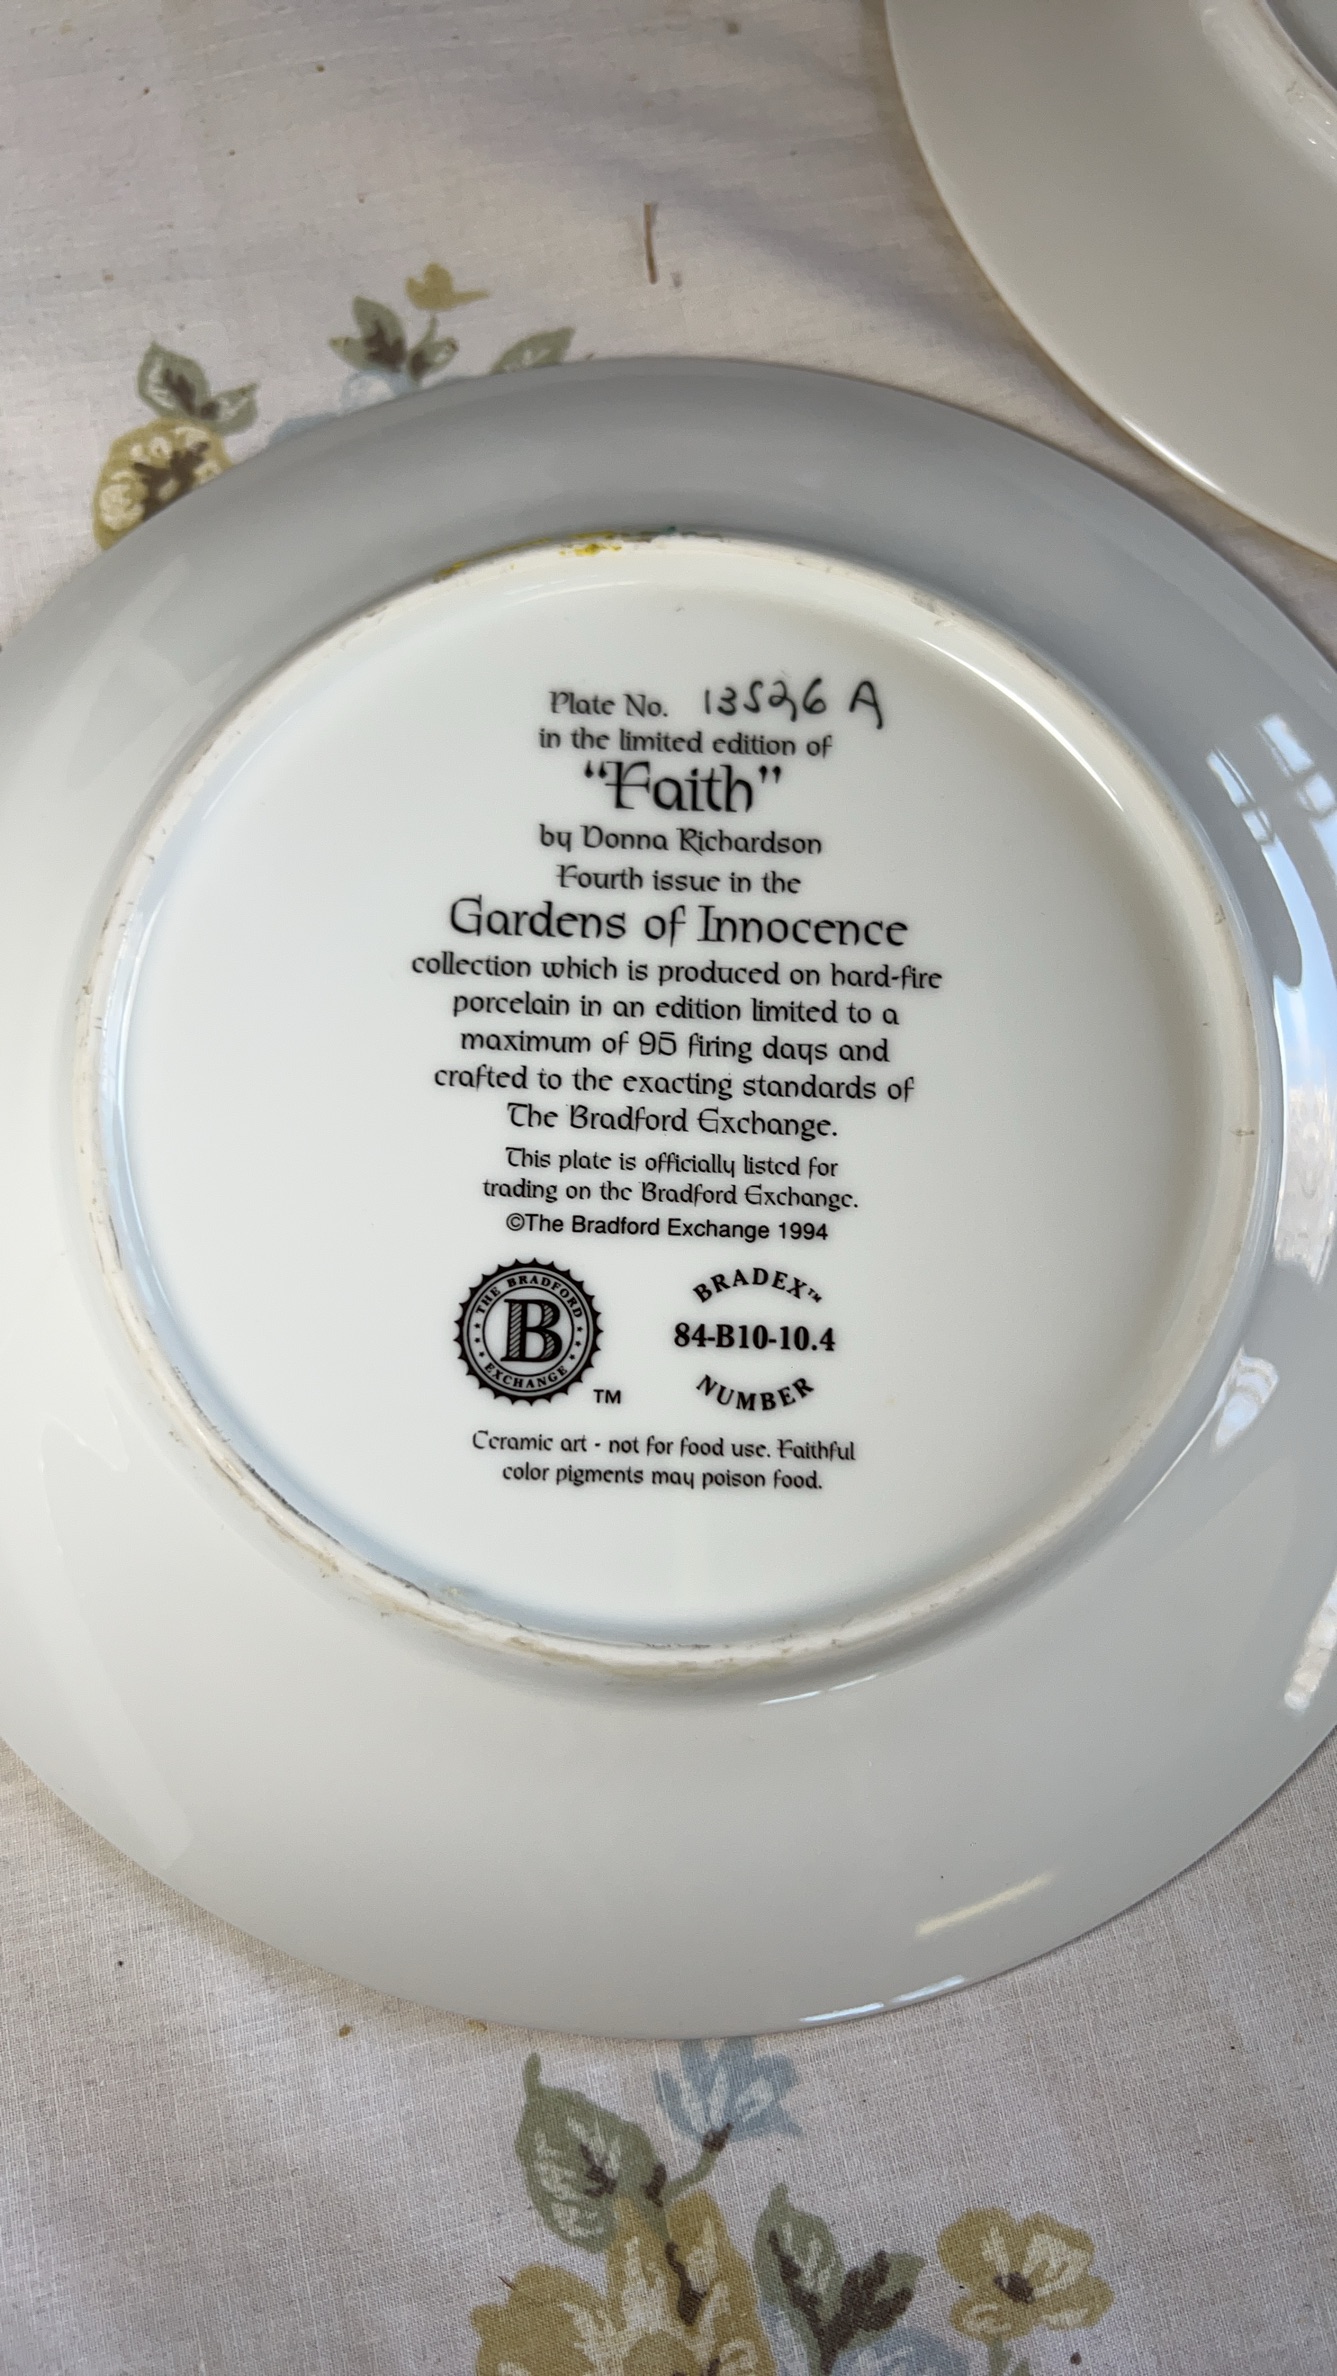 Plate No. 13526 A
in the limited edition of
“Faith”
by Donna Richardson
Fourth issue in the
Gardens of Innocence
collection which is produced on hard-fire
porcelain in an edition limited to a
maximum of 95 firing days and
crafted to the exacting standards of
The Bradford Exchange.
This plate is officially listed for
trading on the Bradford Exchange.
©The Bradford Exchange 1994
THE BRADFORD
B
EXCHANGE
TM
BRADEX™
84-B10-10.4
NUMBER
Ceramic art - not for food use. Faithful
color pigments may poison food.